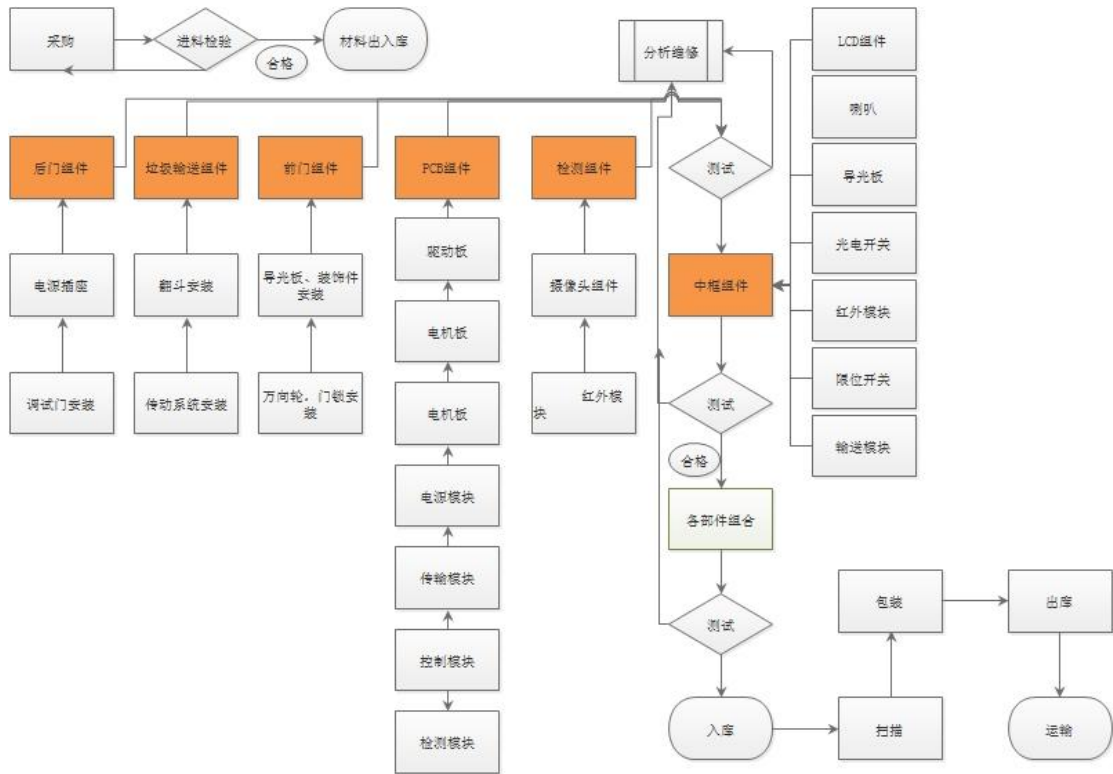 采购
进料检验
合格
材料出入库
分析维修
LCD组件
喇叭
导光板
光电开关
红外模块
限位开关
输送模块
后门组件
垃圾输送组件
前门组件
PCB组件
检测组件
测试
电源插座
翻斗安装
导光板、装饰件
安装
驱动板
摄像头组件
中框组件
电机板
调试门安装
传动系统安装
万向轮，门锁安
装
电机板
红外模
块
测试
合格
电源模块
各部件组合
传输模块
测试
控制模块
检测模块
入库
扫描
包装
出库
运输